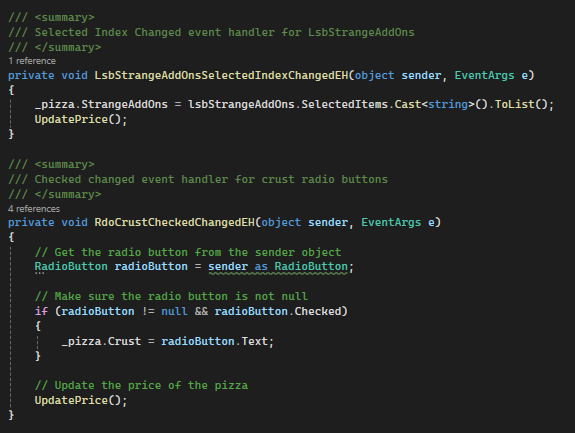 /// <summary>
/// Selected Index Changed event handler for LsbStrangeAddOns
/// </summary>
1 reference
private void LsbStrangeAddOnsSelectedIndexChangedEH(object sender, EventArgs e)
{
    _pizza.StrangeAddOns = lsbStrangeAddOns.SelectedItems.Cast<string>().ToList();
    UpdatePrice();
}

/// <summary>
/// Checked changed event handler for crust radio buttons
/// </summary>
4 references
private void RdoCrustCheckedChangedEH(object sender, EventArgs e)
{
    // Get the radio button from the sender object
    RadioButton radioButton = sender as RadioButton;

    // Make sure the radio button is not null
    if (radioButton != null && radioButton.Checked)
    {
        _pizza.Crust = radioButton.Text;
    }

    // Update the price of the pizza
    UpdatePrice();
}